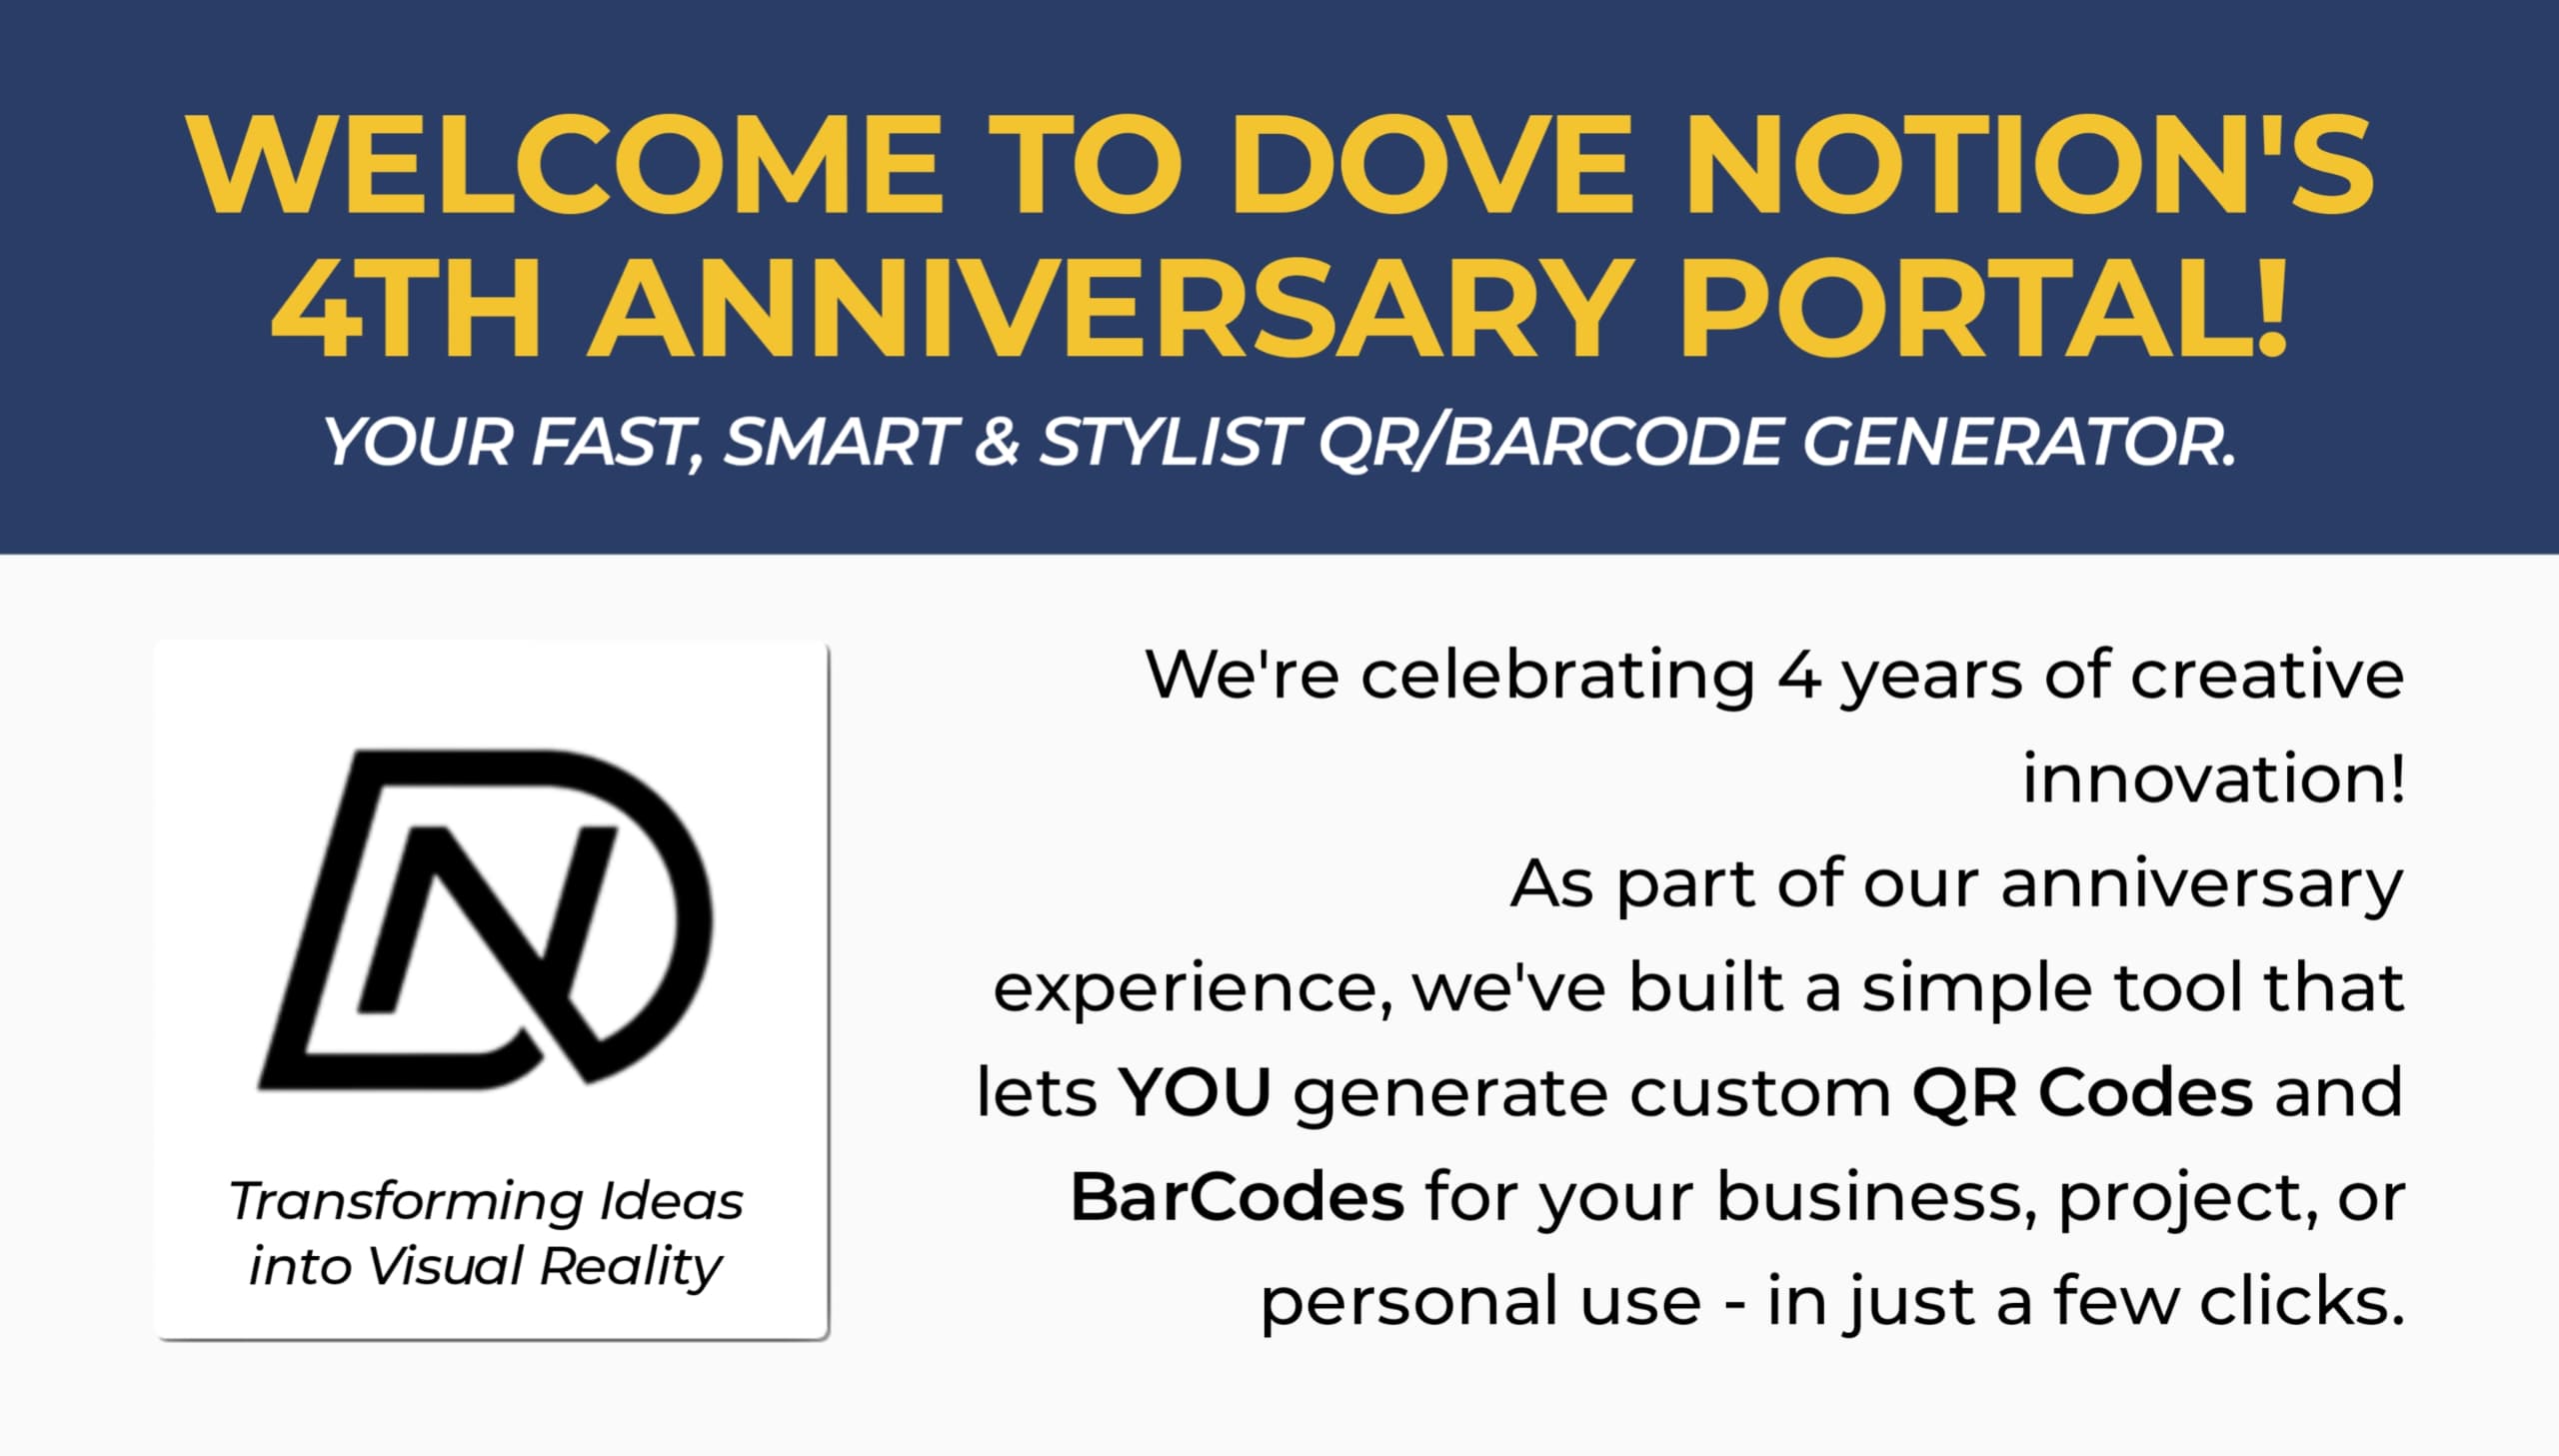 WELCOME TO DOVE NOTION'S
4TH ANNIVERSARY PORTAL!
YOUR FAST, SMART & STYLIST QR/BARCODE GENERATOR.
DN
Transforming Ideas
into Visual Reality
We're celebrating 4 years of creative
innovation!
As part of our anniversary
experience, we've built a simple tool that
lets YOU generate custom QR Codes and
BarCodes for your business, project, or
personal use - in just a few clicks.